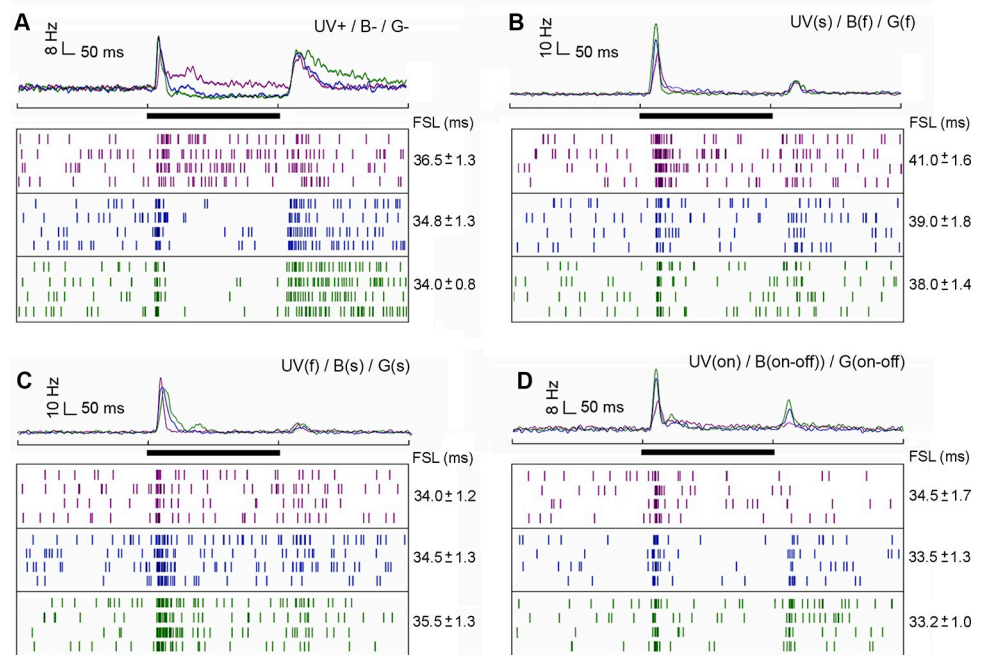 A
8 Hz
50 ms
UV+ / B- / G-
FSL (ms)
36.5±1.3
34.8±1.3
34.0±0.8
B
10 Hz
50 ms
UV(s) / B(f) / G(f)
FSL (ms)
41.0±1.6
39.0±1.8
38.0±1.4
C
10 Hz
50 ms
UV(f) / B(s) / G(s)
FSL (ms)
34.0±1.2
34.5±1.3
35.5±1.3
D
8 Hz
50 ms
UV(on) / B(on-off)) / G(on-off)
FSL (ms)
34.5±1.7
33.5±1.3
33.2±1.0